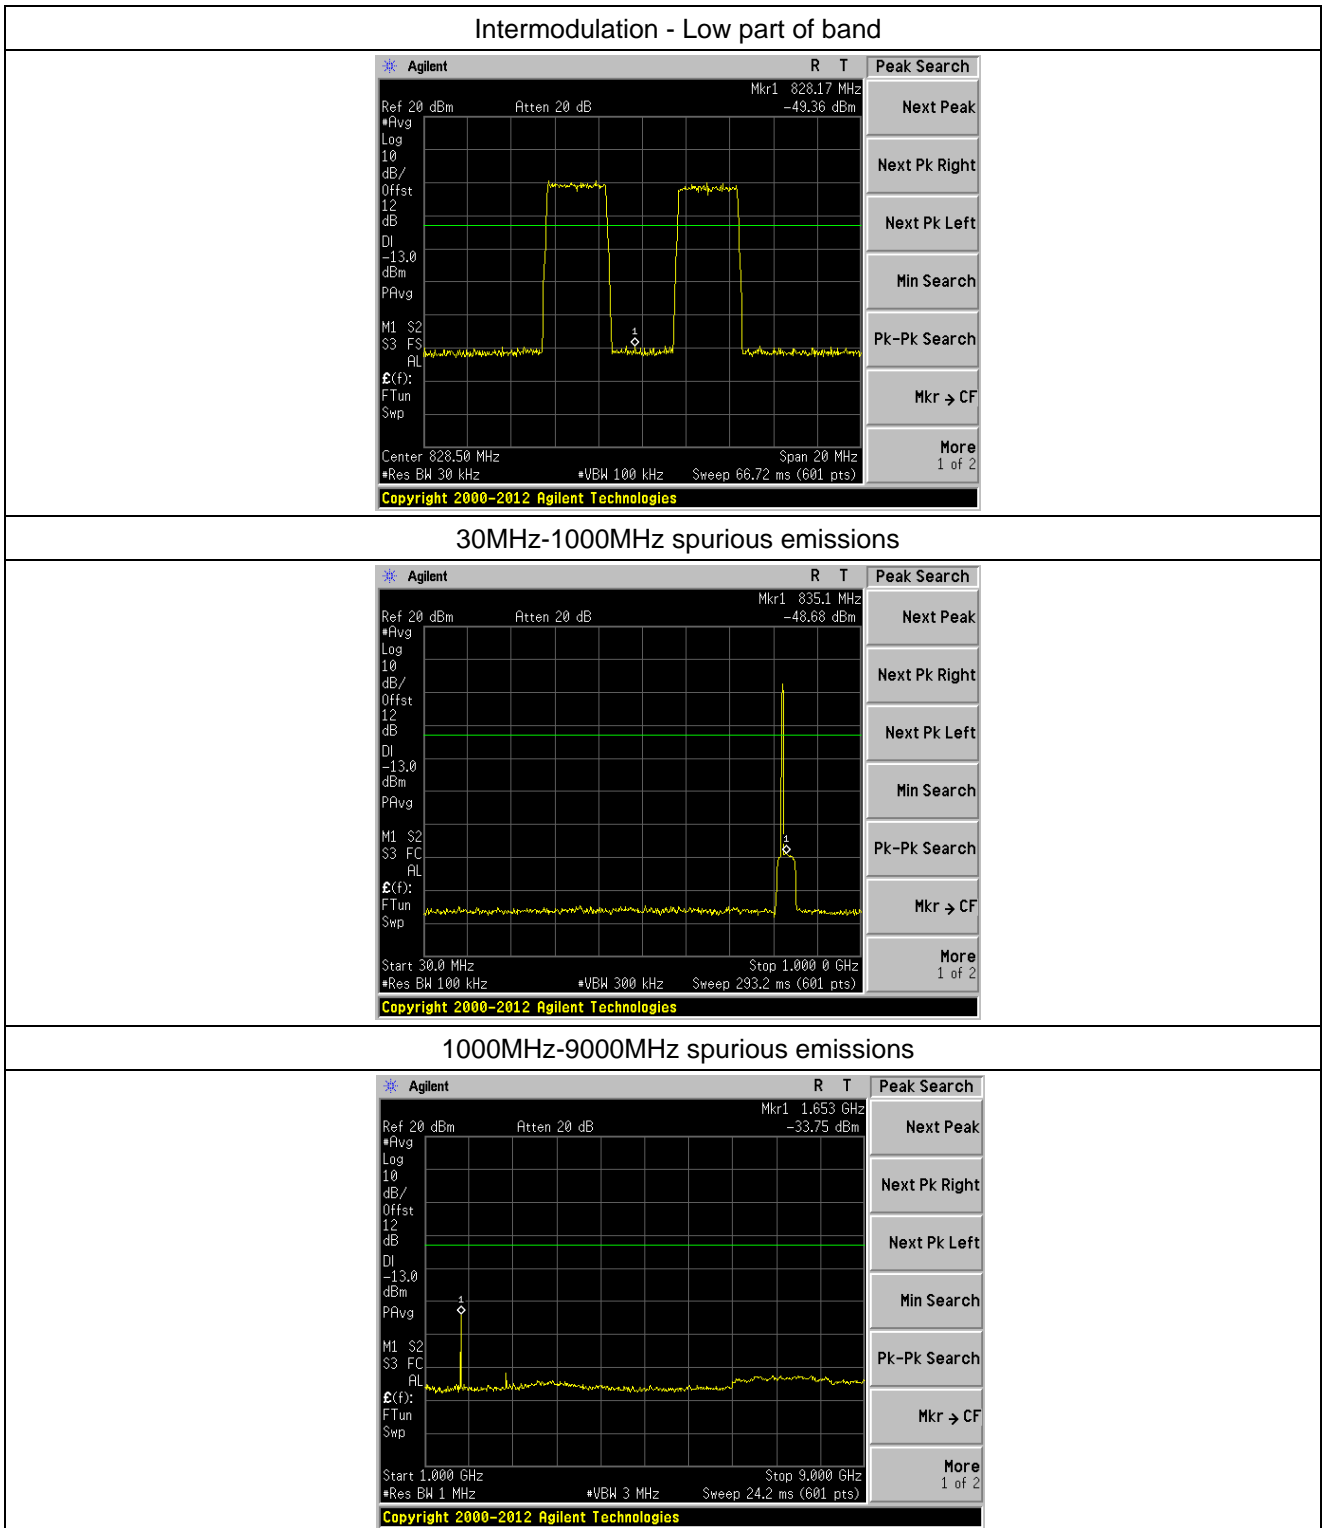 Intermodulation - Low part of band
Agilent R T Peak Search
Mkr1 828.17 MHz
Ref 20 dBm Atten 20 dB -49.36 dBm
#Avg
Log
10
dB/
Offst
12
dB
DI
-13.0
dBm
PAvg
M1 S2
S3 FS
AL
£(f):
FTun
Swp
1
Center 828.50 MHz Span 20 MHz
#Res BW 30 kHz #VBW 100 kHz Sweep 66.72 ms (601 pts)
Copyright 2000-2012 Agilent Technologies
Next Peak
Next Pk Right
Next Pk Left
Min Search
Pk-Pk Search
Mkr → CF
More
1 of 2
30MHz-1000MHz spurious emissions
Agilent R T Peak Search
Mkr1 835.1 MHz
Ref 20 dBm Atten 20 dB -48.68 dBm
#Avg
Log
10
dB/
Offst
12
dB
DI
-13.0
dBm
PAvg
M1 S2
S3 FC
AL
£(f):
FTun
Swp
1
Start 30.0 MHz Stop 1.000 0 GHz
#Res BW 100 kHz #VBW 300 kHz Sweep 293.2 ms (601 pts)
Copyright 2000-2012 Agilent Technologies
Next Peak
Next Pk Right
Next Pk Left
Min Search
Pk-Pk Search
Mkr → CF
More
1 of 2
1000MHz-9000MHz spurious emissions
Agilent R T Peak Search
Mkr1 1.653 GHz
Ref 20 dBm Atten 20 dB -33.75 dBm
#Avg
Log
10
dB/
Offst
12
dB
DI
-13.0
dBm
PAvg
M1 S2
S3 FC
AL
£(f):
FTun
Swp
1
Start 1.000 GHz Stop 9.000 GHz
#Res BW 1 MHz #VBW 3 MHz Sweep 24.2 ms (601 pts)
Copyright 2000-2012 Agilent Technologies
Next Peak
Next Pk Right
Next Pk Left
Min Search
Pk-Pk Search
Mkr → CF
More
1 of 2